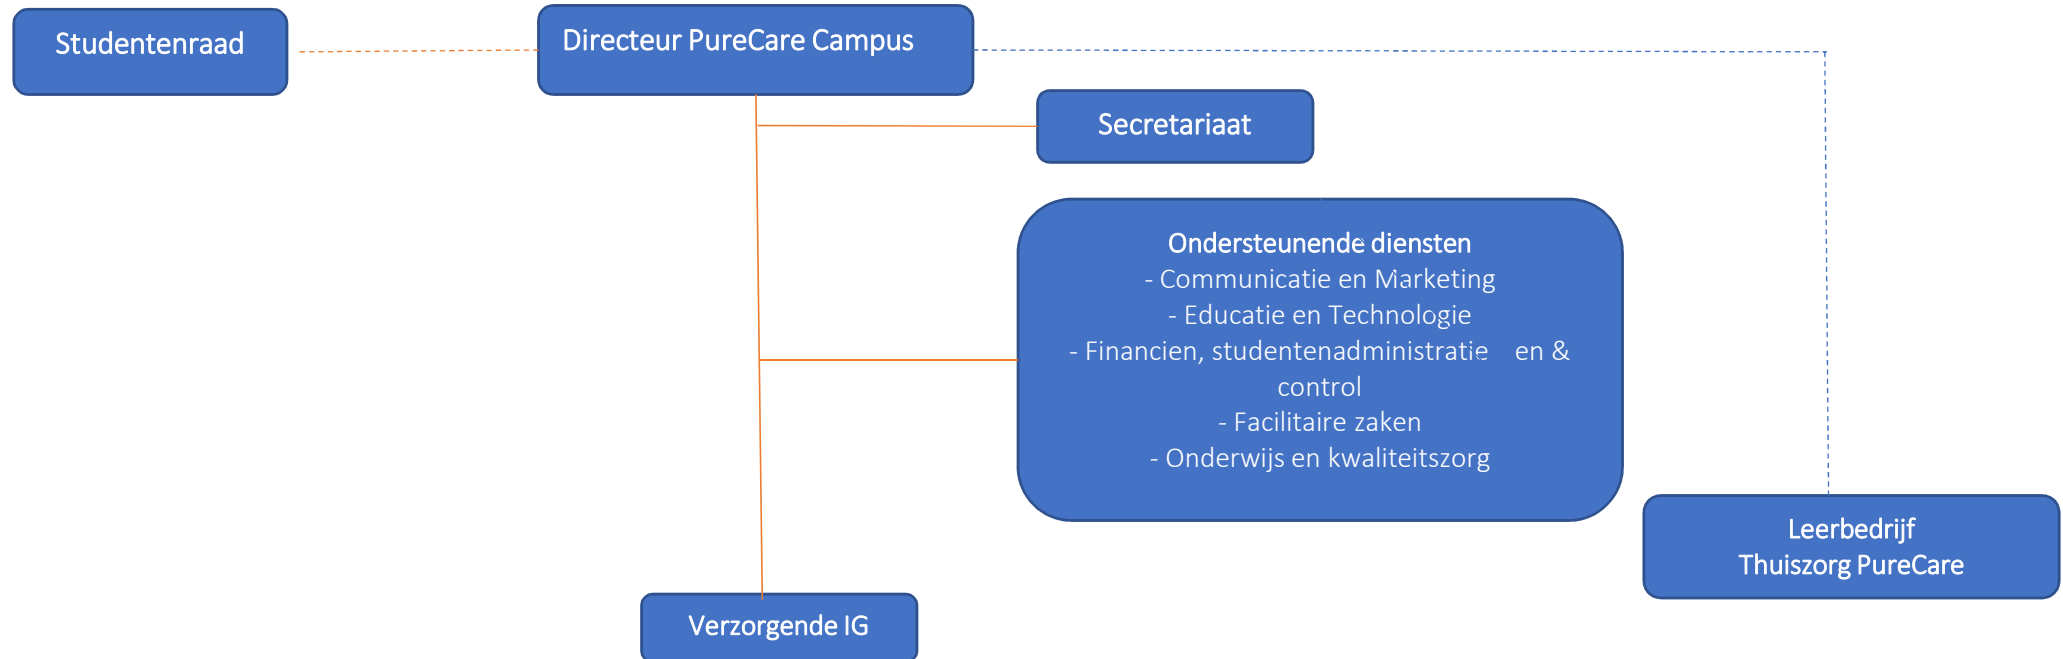 Studentenraad
Directeur PureCare Campus
Secretariaat
Ondersteunende diensten
- Communicatie en Marketing
- Educatie en Technologie
- Financien, studentenadministratie en &
control
- Facilitaire zaken
- Onderwijs en kwaliteitszorg
Leerbedrijf
Thuiszorg PureCare
Verzorgende IG